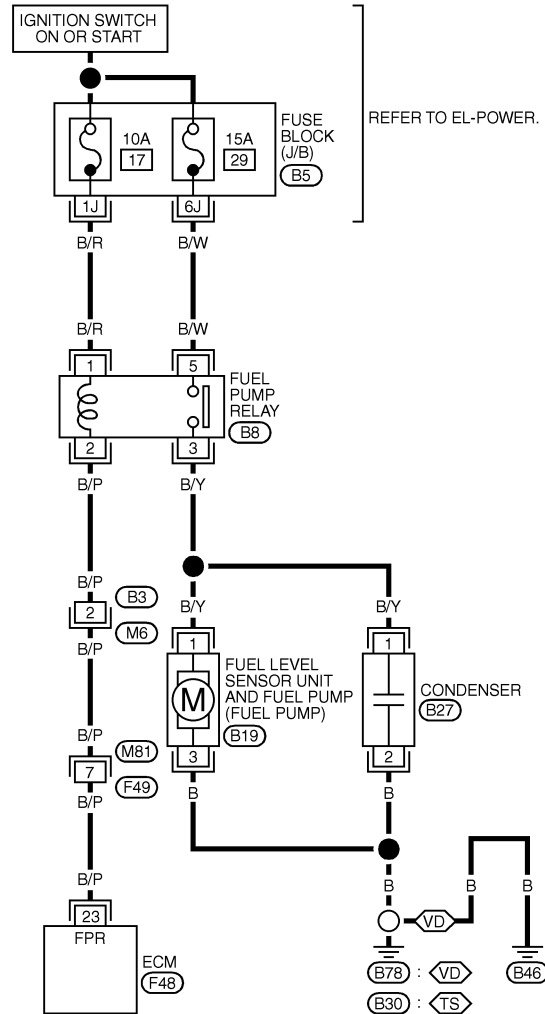 IGNITION SWITCH
ON OR START
REFER TO EL-POWER.
FUSE
BLOCK
(J/B)
B5
10A
17
15A
29
1J
6J
B/R
B/W
B/R
B/W
1
5
FUEL
PUMP
RELAY
B8
2
3
B/P
B/Y
B/P
B3
2
M6
B/P
B/Y
B/Y
1
1
FUEL LEVEL
SENSOR UNIT
AND FUEL PUMP
(FUEL PUMP)
B19
M
CONDENSER
B27
3
2
B/P
M81
7
F49
B/P
B
B
B/P
23
FPR
ECM
F48
B
B
B
VD
B78 : VD
B30 : TS
B46